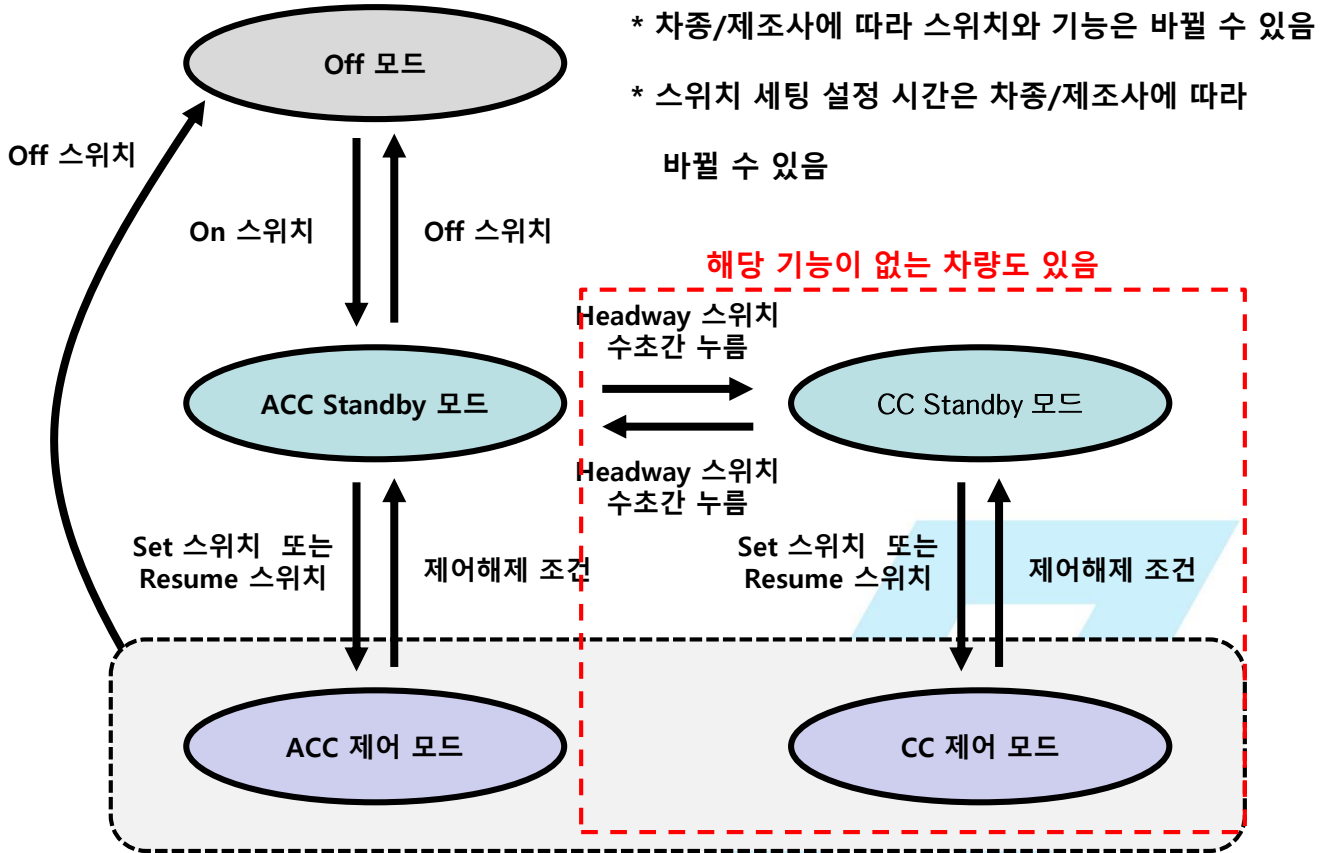 * 차종/제조사에 따라 스위치와 기능은 바뀔 수 있음
Off 모드
* 스위치 세팅 설정 시간은 차종/제조사에 따라
바뀔 수 있음
Off 스위치
On 스위치
Off 스위치
해당 기능이 없는 차량도 있음
Headway 스위치
수초간 누름
ACC Standby 모드
CC Standby 모드
Headway 스위치
수초간 누름
Set 스위치 또는
Resume 스위치
제어해제 조건
Set 스위치 또는
Resume 스위치
제어해제 조건
ACC 제어 모드
CC 제어 모드